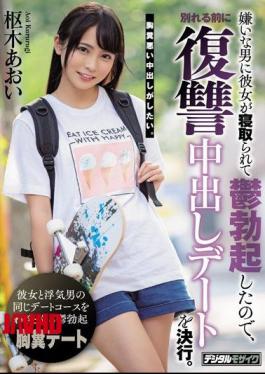 胸糞悪い中出しがしたい。
嫌いな男に彼女が寝取られて
鬱勃起したので、
別れる前に
復讐
中出しデート
を決行。
枢木あおい
Aoi Kururugi
EAT ICE CREAM
WITH HAPPY
彼女と浮気男の
同じデートコースを
鬱勃起
胸糞デート
JAVHD
デジタルモザイク